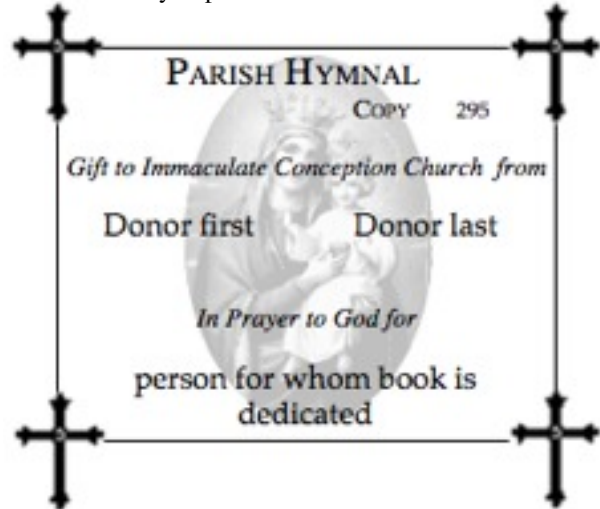 PARISH HYMNAL
COPY 295
Gift to Immaculate Conception Church from
Donor first Donor last
In Prayer to God for
person for whom book is
dedicated